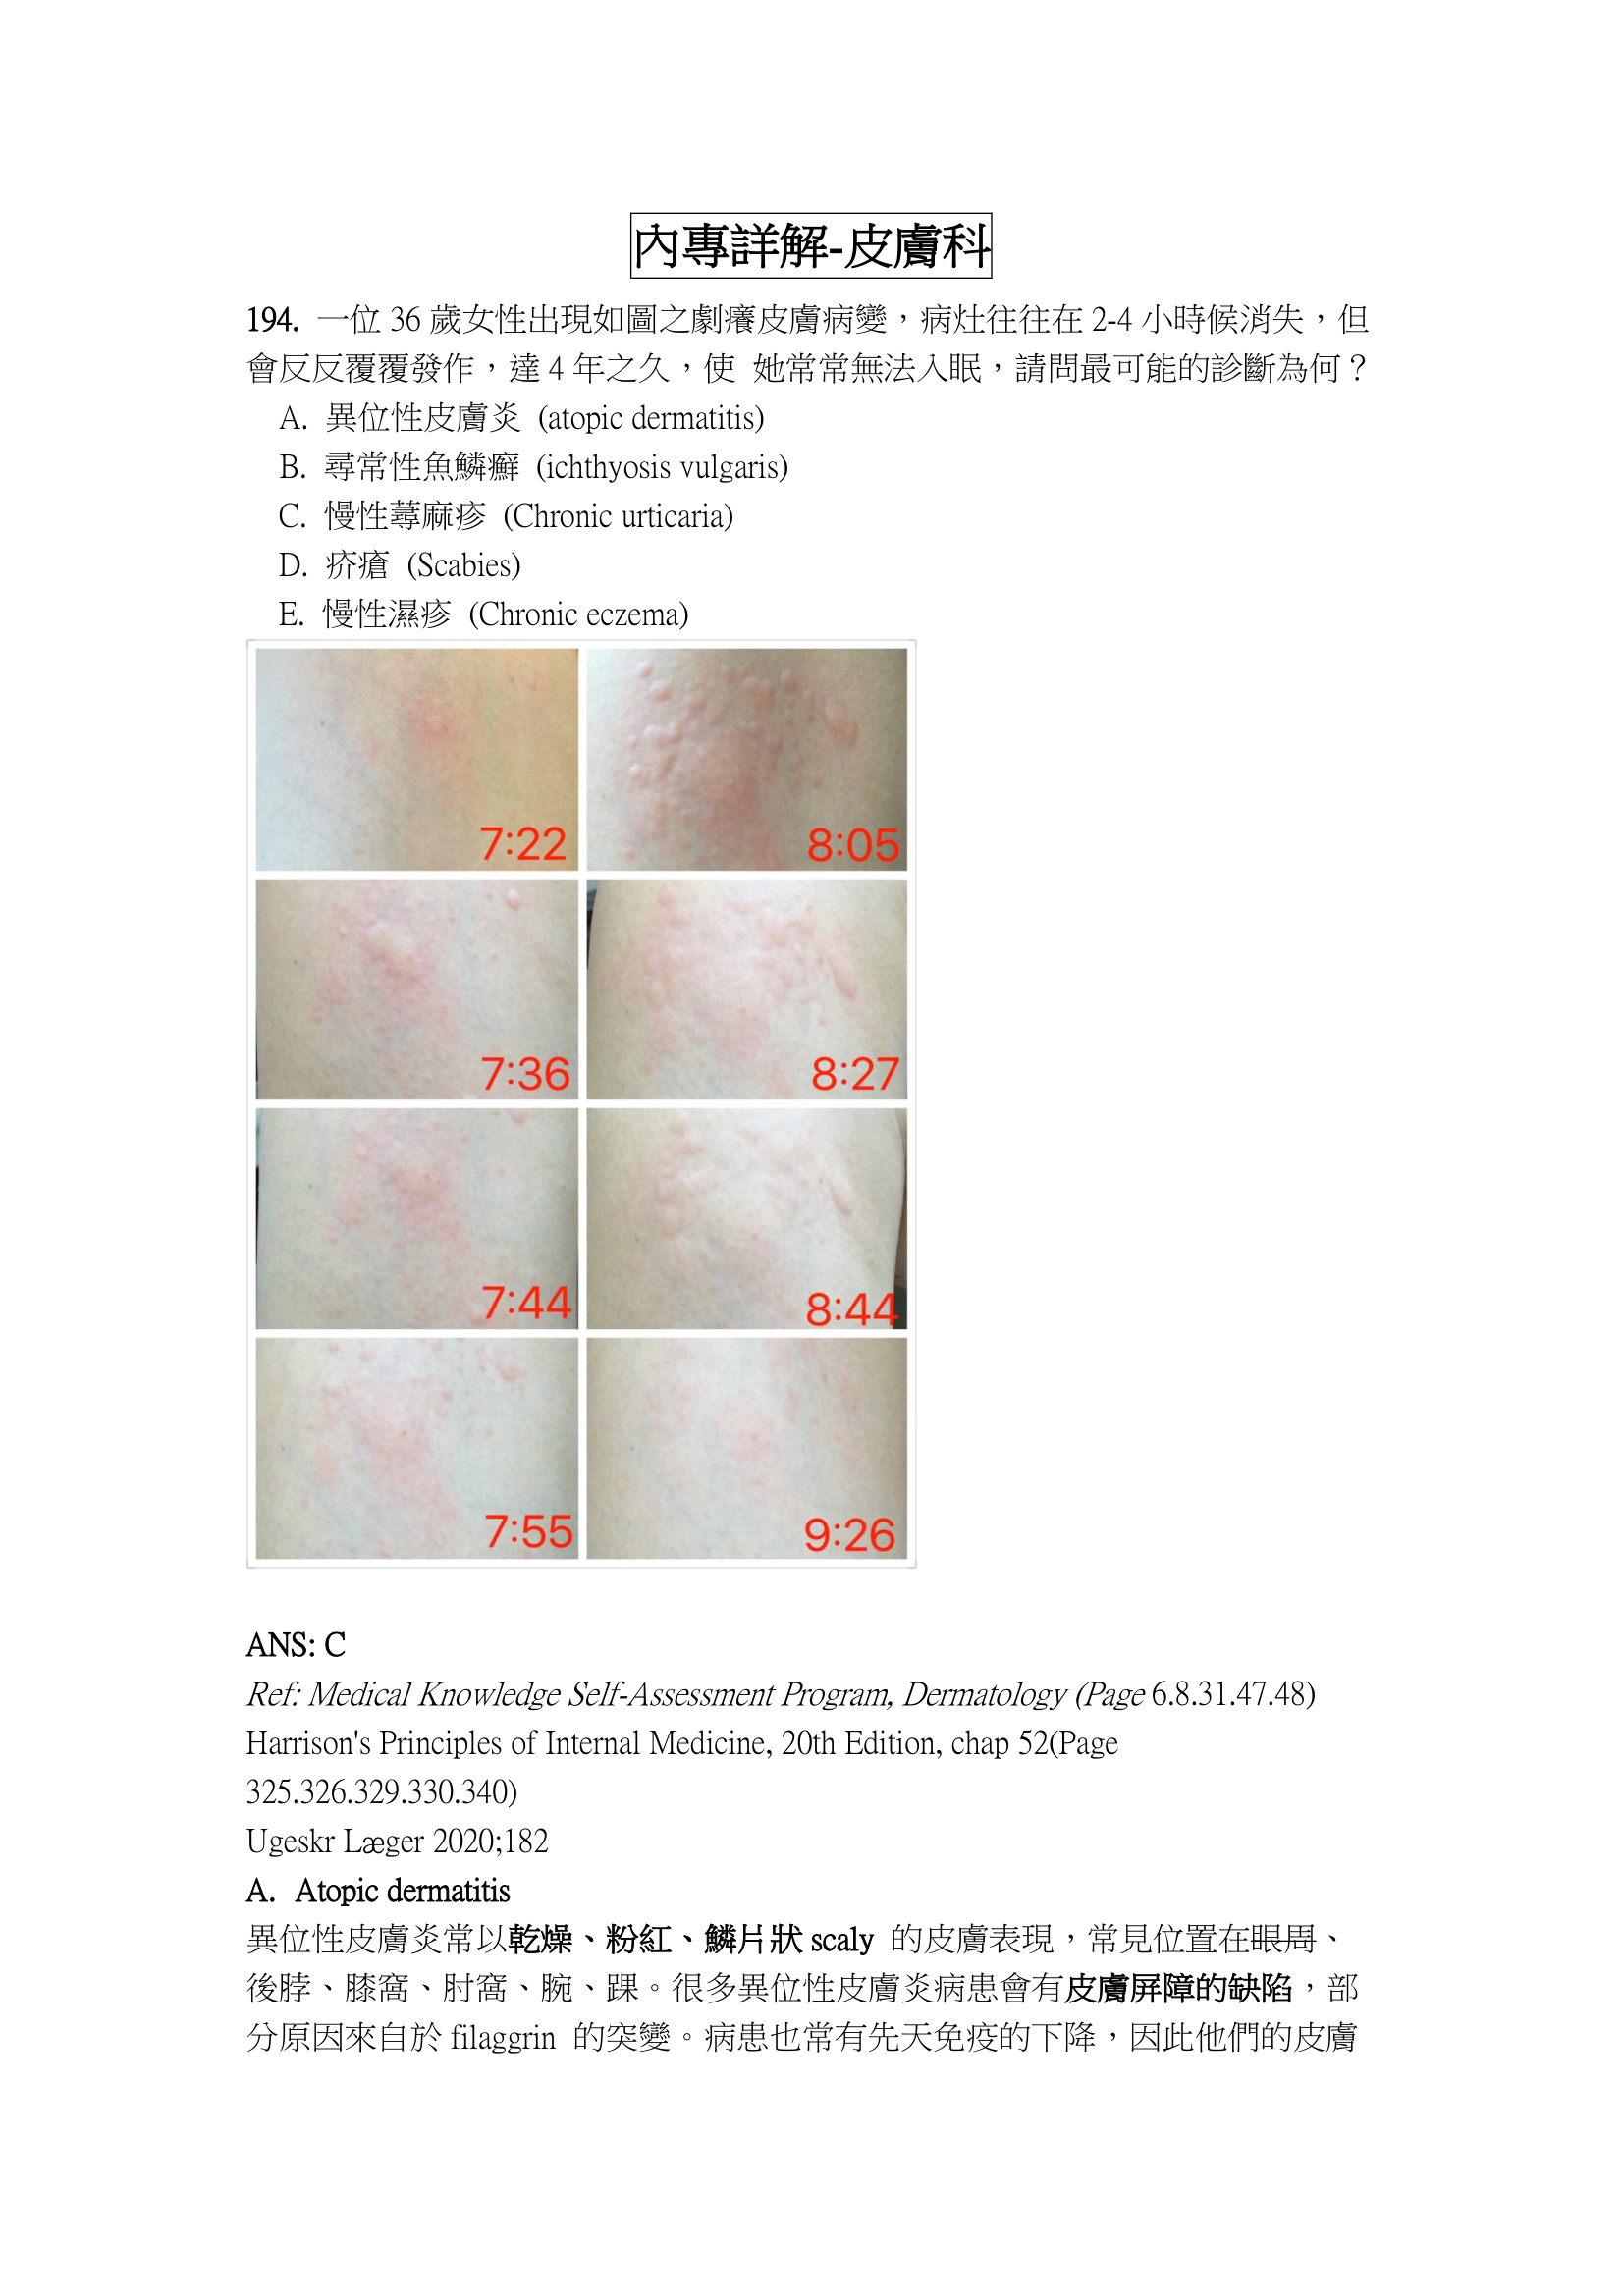 內專詳解-皮膚科
194. 一位 36 歲女性出現如圖之劇癢皮膚病變，病灶往往在 2-4 小時候消失，但
會反反覆覆發作，達 4 年之久，使 她常常無法入眠，請問最可能的診斷為何？
A. 異位性皮膚炎 (atopic dermatitis)
B. 尋常性魚鱗癬 (ichthyosis vulgaris)
C. 慢性蕁麻疹 (Chronic urticaria)
D. 疥瘡 (Scabies)
E. 慢性濕疹 (Chronic eczema)
7:22
8:05
7:36
8:27
7:44
8:44
7:55
9:26
ANS: C
Ref: Medical Knowledge Self-Assessment Program, Dermatology (Page 6.8.31.47.48)
Harrison's Principles of Internal Medicine, 20th Edition, chap 52(Page
325.326.329.330.340)
Ugeskr Læger 2020;182
A. Atopic dermatitis
異位性皮膚炎常以乾燥、粉紅、鱗片狀 scaly 的皮膚表現，常見位置在眼周、
後脖、膝窩、肘窩、腕、踝。很多異位性皮膚炎病患會有皮膚屏障的缺陷，部
分原因來自於 filaggrin 的突變。病患也常有先天免疫的下降，因此他們的皮膚